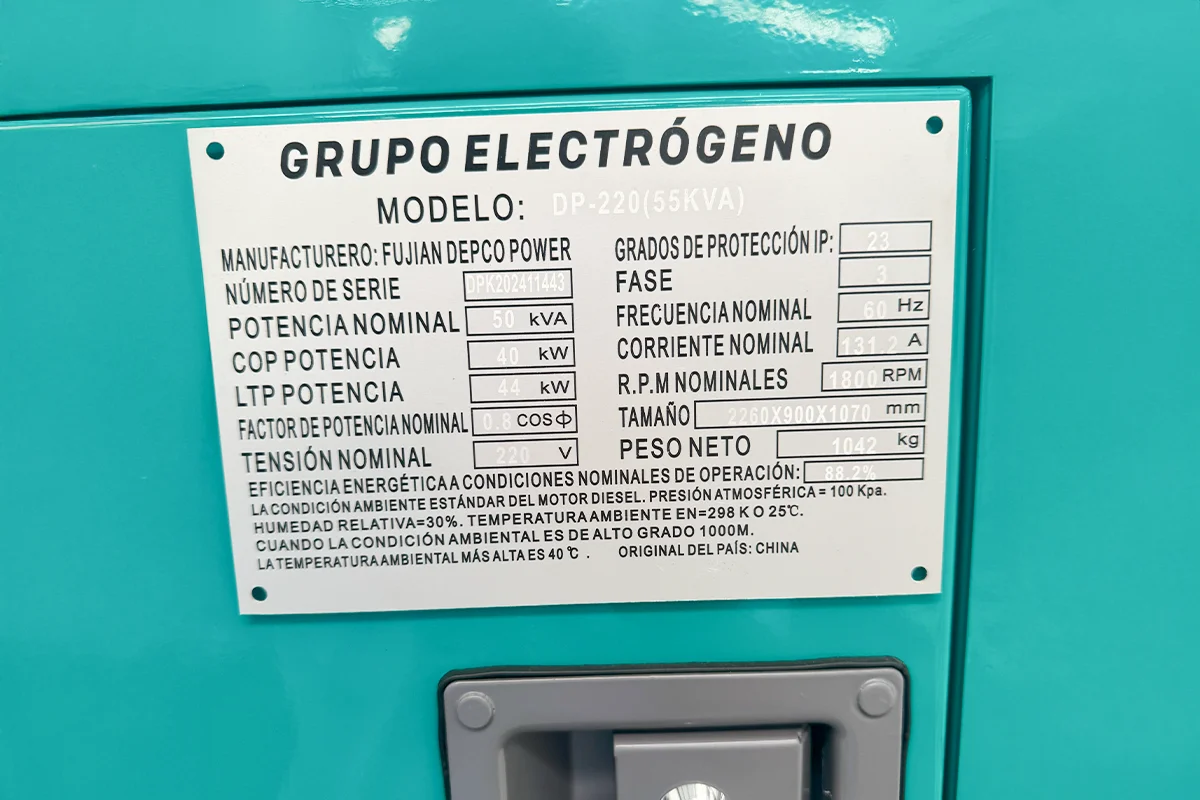 GRUPO ELECTRÓGENO
MODELO: DP-220(55KVA)
MANUFACTURERO: FUJIAN DEPCO POWER
NÚMERO DE SERIE DPK202411443
POTENCIA NOMINAL 50 kVA
COP POTENCIA 40 kW
LTP POTENCIA 44 kW
FACTOR DE POTENCIA NOMINAL 0.8 COSΦ
TENSIÓN NOMINAL 220 V
GRADOS DE PROTECCIÓN IP: 23
FASE 3
FRECUENCIA NOMINAL 60 Hz
CORRIENTE NOMINAL 131.2 A
R.P.M NOMINALES 1800 RPM
TAMAÑO 2260X900X1070 mm
PESO NETO 1042 kg
EFICIENCIA ENERGÉTICA A CONDICIONES NOMINALES DE OPERACIÓN: 88.2%
LA CONDICIÓN AMBIENTE ESTÁNDAR DEL MOTOR DIESEL. PRESIÓN ATMOSFÉRICA = 100 Kpa.
HUMEDAD RELATIVA=30%. TEMPERATURA AMBIENTE EN=298 K O 25℃.
CUANDO LA CONDICIÓN AMBIENTAL ES DE ALTO GRADO 1000M.
LA TEMPERATURA AMBIENTAL MÁS ALTA ES 40 ℃ . ORIGINAL DEL PAÍS: CHINA